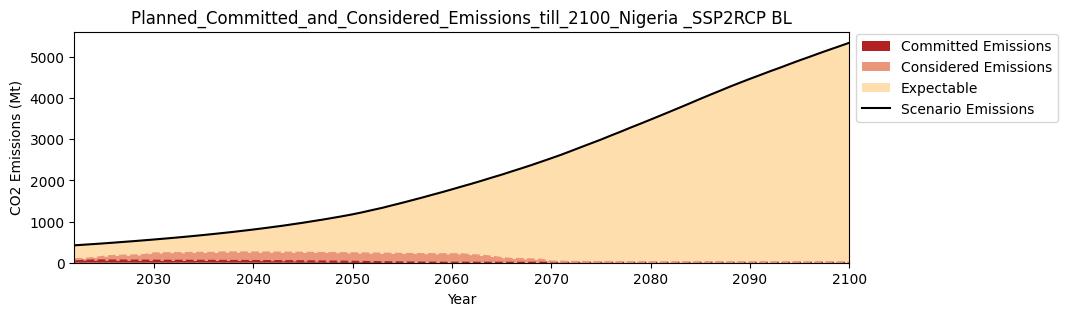 Planned_Committed_and_Considered_Emissions_till_2100_Nigeria _SSP2RCP BL
CO2 Emissions (Mt)
5000
4000
3000
2000
1000
0
2030 2040 2050 2060 2070 2080 2090 2100
Year
Committed Emissions
Considered Emissions
Expectable
Scenario Emissions